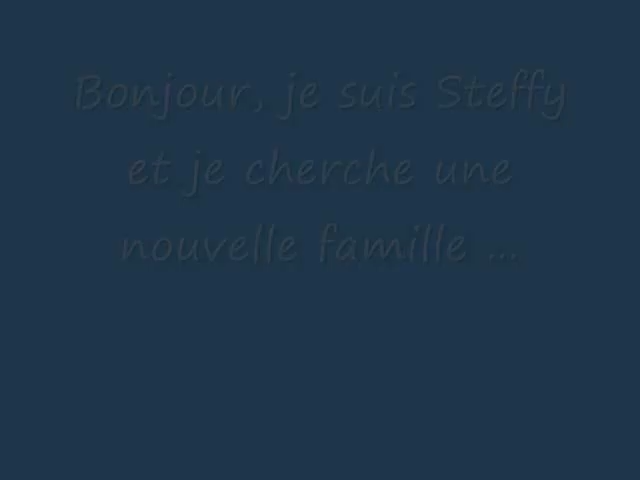 Bonjour, je suis Steffy
et je cherche une
nouvelle famille ...